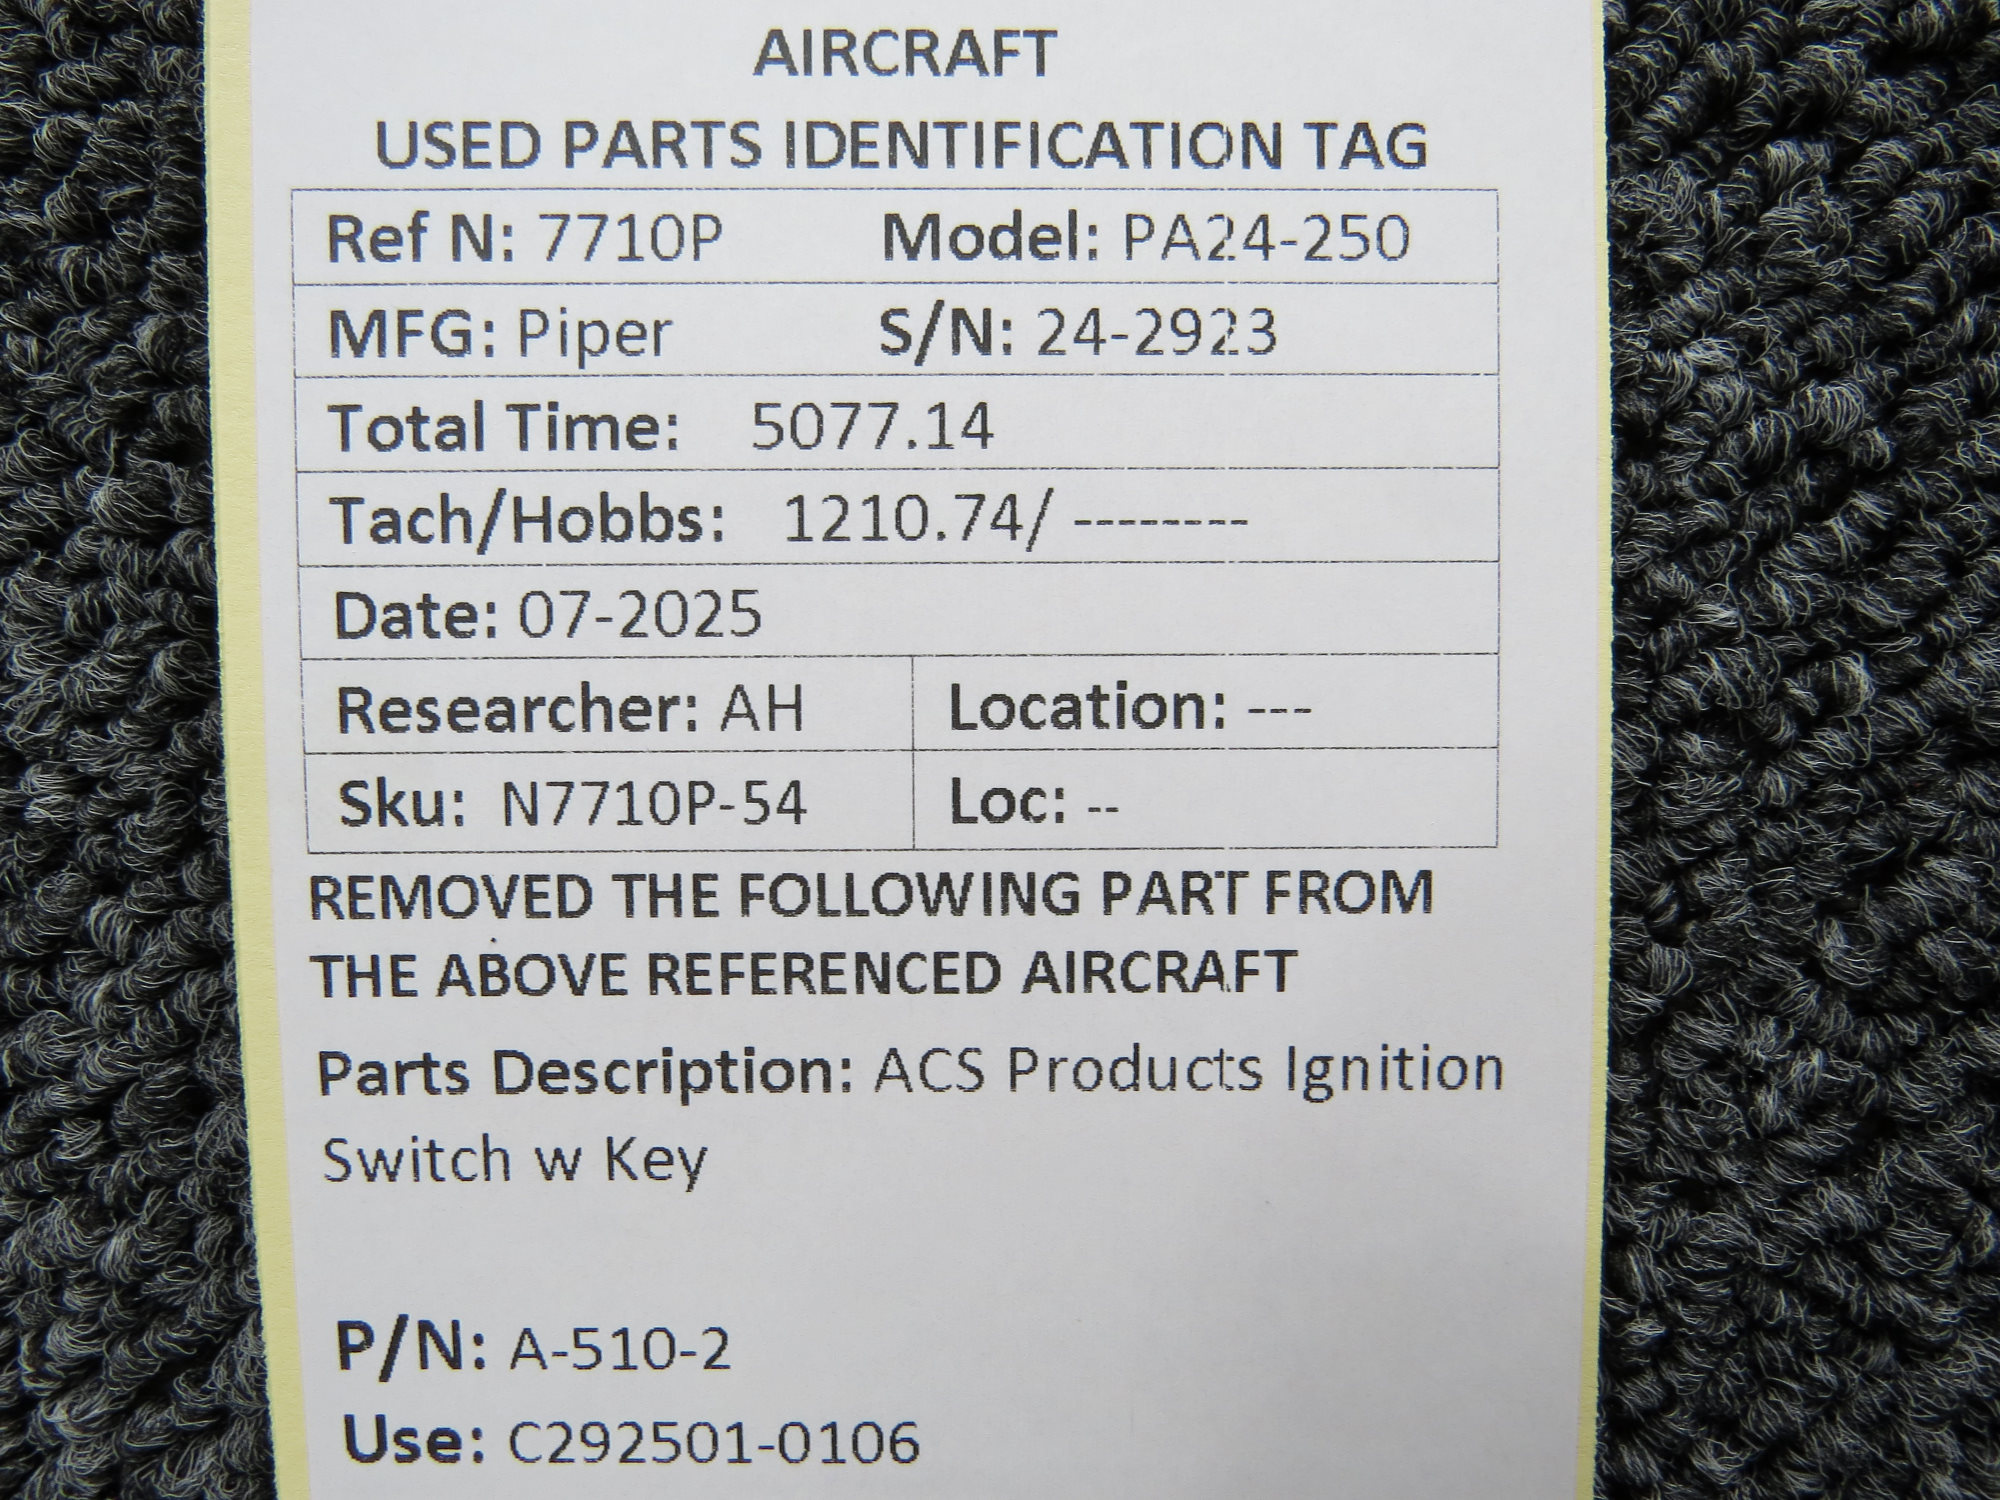 AIRCRAFT
USED PARTS IDENTIFICATION TAG
Ref N: 7710P Model: PA24-250
MFG: Piper S/N: 24-2923
Total Time: 5077.14
Tach/Hobbs: 1210.74/ --------
Date: 07-2025
Researcher: AH Location: ---
Sku: N7710P-54 Loc: --
REMOVED THE FOLLOWING PART FROM
THE ABOVE REFERENCED AIRCRAFT
Parts Description: ACS Products Ignition
Switch w Key
P/N: A-510-2
Use: C292501-0106